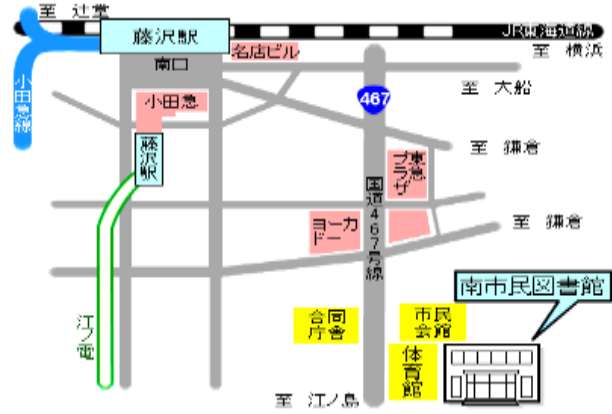 至 辻堂
藤沢駅
JR東海道線
名店ビル
至 横浜
南口
小田急線
小田急
467
至 大船
藤沢駅
至 鎌倉
東急
プラザ
国道467号線
ヨーカ
ドー
至 鎌倉
南市民図書館
江ノ電
合同
庁舎
市民
会館
体育館
至 江ノ島